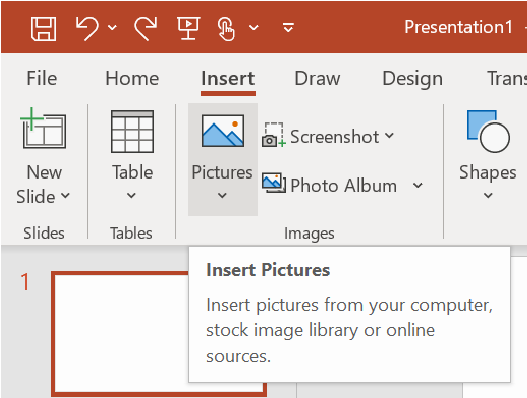 Presentation1 -
File Home Insert Draw Design Trans
New Slide
Table
Pictures
Screenshot
Photo Album
Shapes
Slides
Tables
Images
1
Insert Pictures
Insert pictures from your computer,
stock image library or online
sources.